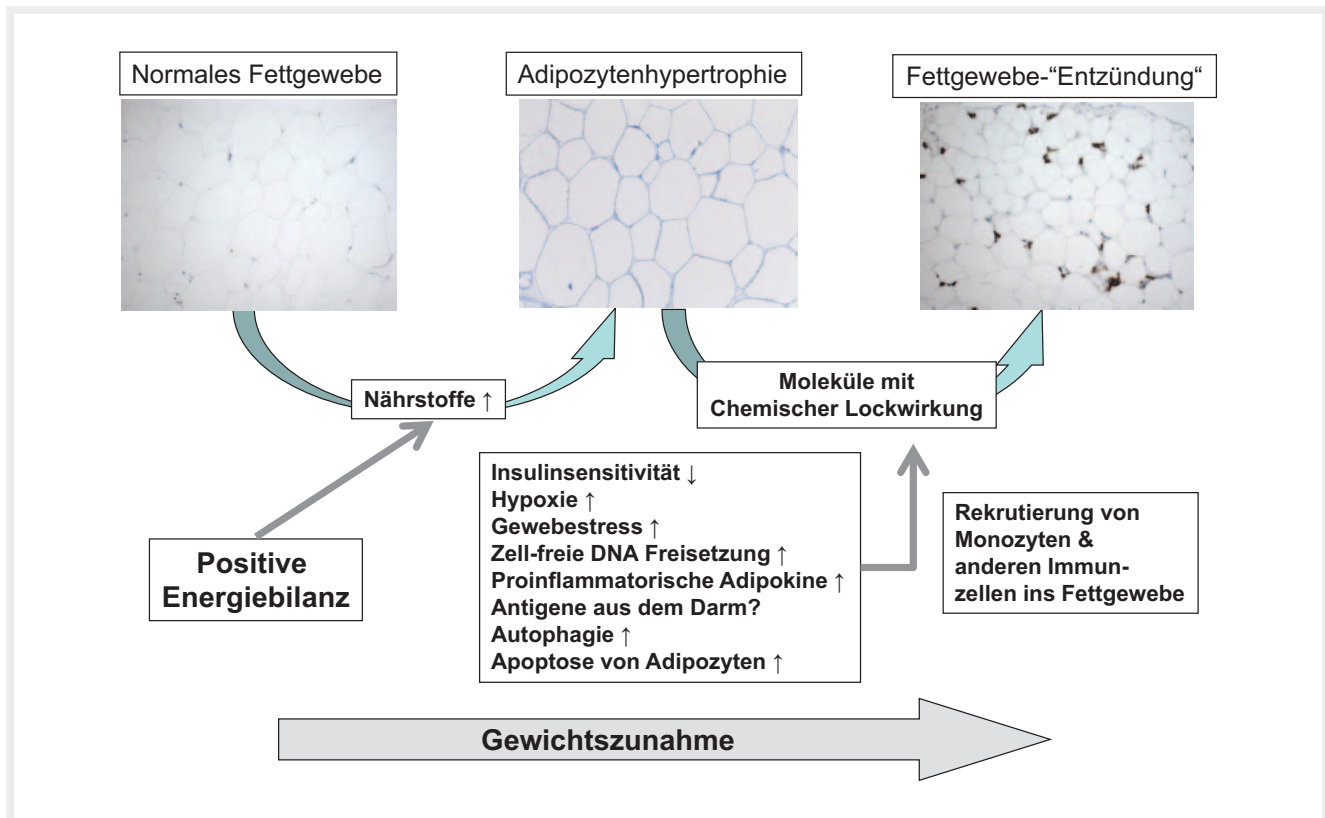 Normales Fettgewebe
Adipozytenhypertrophie
Fettgewebe-“Entzündung“
Nährstoffe ↑
Moleküle mit
Chemischer Lockwirkung
Positive
Energiebilanz
Insulinsensitivität ↓
Hypoxie ↑
Gewebestress ↑
Zell-freie DNA Freisetzung ↑
Proinflammatorische Adipokine ↑
Antigene aus dem Darm?
Autophagie ↑
Apoptose von Adipozyten ↑
Rekrutierung von
Monozyten &
anderen Immun-
zellen ins Fettgewebe
Gewichtszunahme